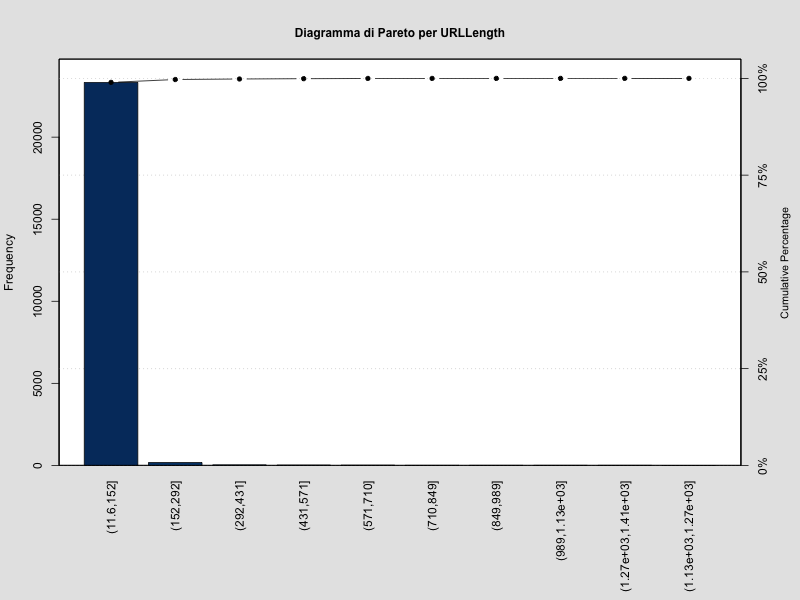 Diagramma di Pareto per URLLength
Frequency
0
5000
10000
15000
20000
0%
25%
50%
75%
100%
Cumulative Percentage
(11.6,152]
(152,292]
(292,431]
(431,571]
(571,710]
(710,849]
(849,989]
(989,1.13e+03]
(1.27e+03,1.41e+03]
(1.13e+03,1.27e+03]